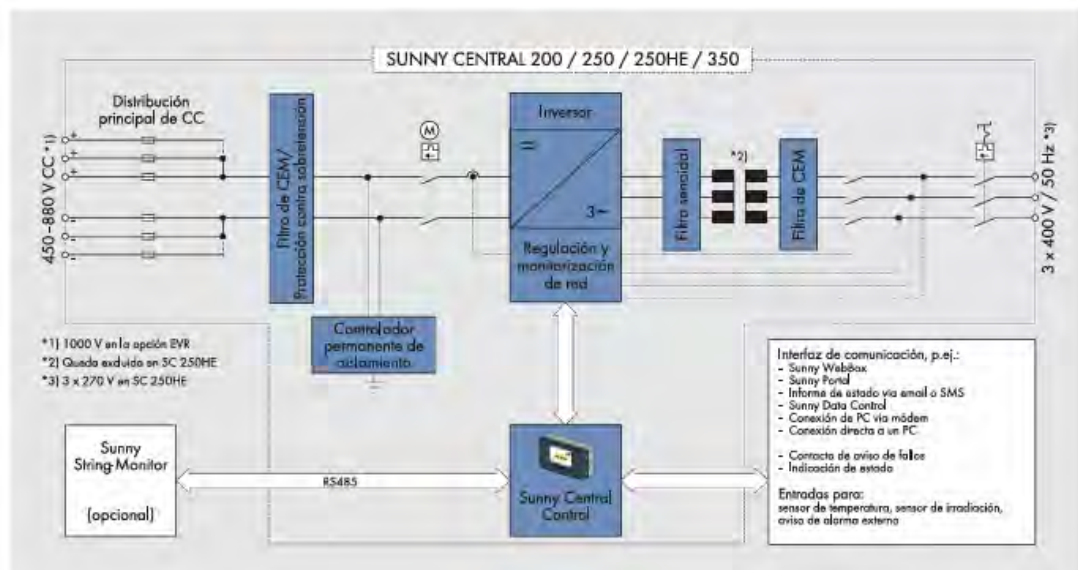 SUNNY CENTRAL 200 / 250 / 250HE / 350
Distribución
principal de CC
450–880 V CC *1)
+
+
+
-
-
-
-
Filtro de CEM/
Protección contra sobretensión
M
Inversor
=
3~
Regulación y
monitorización
de red
Filtro senoidal
*2)
Filtro de CEM
3 x 400 V / 50 Hz *3)
Controlador
permanente de
aislamiento
*1) 1000 V en la opción EVR
*2) Queda excluido en SC 250HE
*3) 3 x 270 V en SC 250HE
Sunny
String-Monitor
(opcional)
RS485
Sunny Central
Control
Interfaz de comunicación, p.ej.:
- Sunny WebBox
- Sunny Portal
- Informe de estado via email o SMS
- Sunny Data Control
- Conexión de PC via módem
- Conexión directa a un PC
- Contacto de aviso de fallos
- Indicación de estado
Entradas para:
sensor de temperatura, sensor de irradiación,
aviso de alarma externo